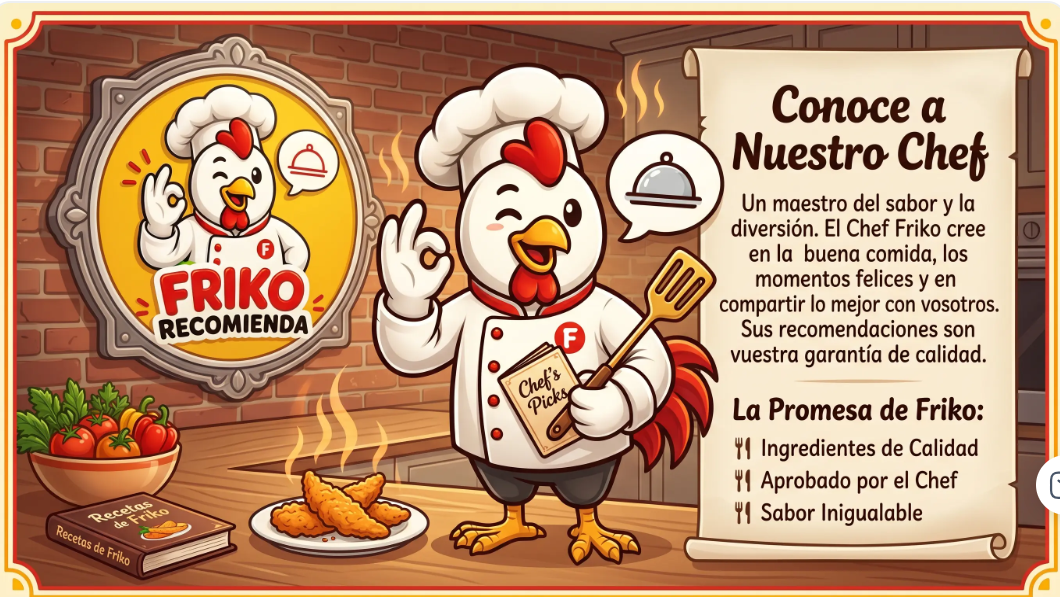 FRIKO
RECOMIENDA
F
F
Chef's
Picks
Recetas
de Friko
Recetas de Friko
Conoce a
Nuestro Chef
Un maestro del sabor y la
diversión. El Chef Friko cree
en la buena comida, los
momentos felices y en
compartir lo mejor con vosotros.
Sus recomendaciones son
vuestra garantía de calidad.
La Promesa de Friko:
Ingredientes de Calidad
Aprobado por el Chef
Sabor Inigualable